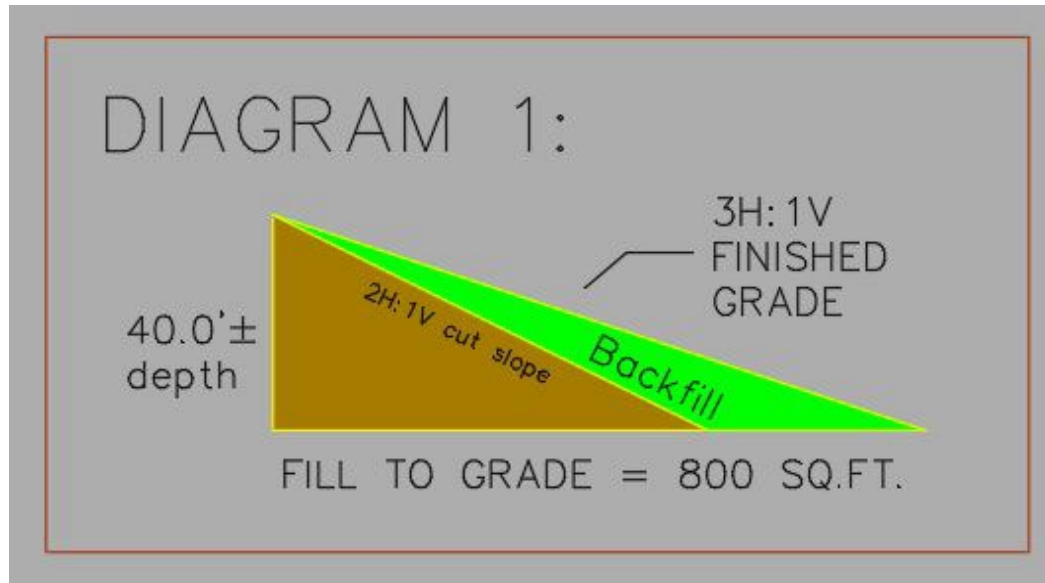 DIAGRAM 1:
3H:1V
FINISHED
GRADE
40.0'±
depth
2H:1V cut slope
Backfill
FILL TO GRADE = 800 SQ.FT.